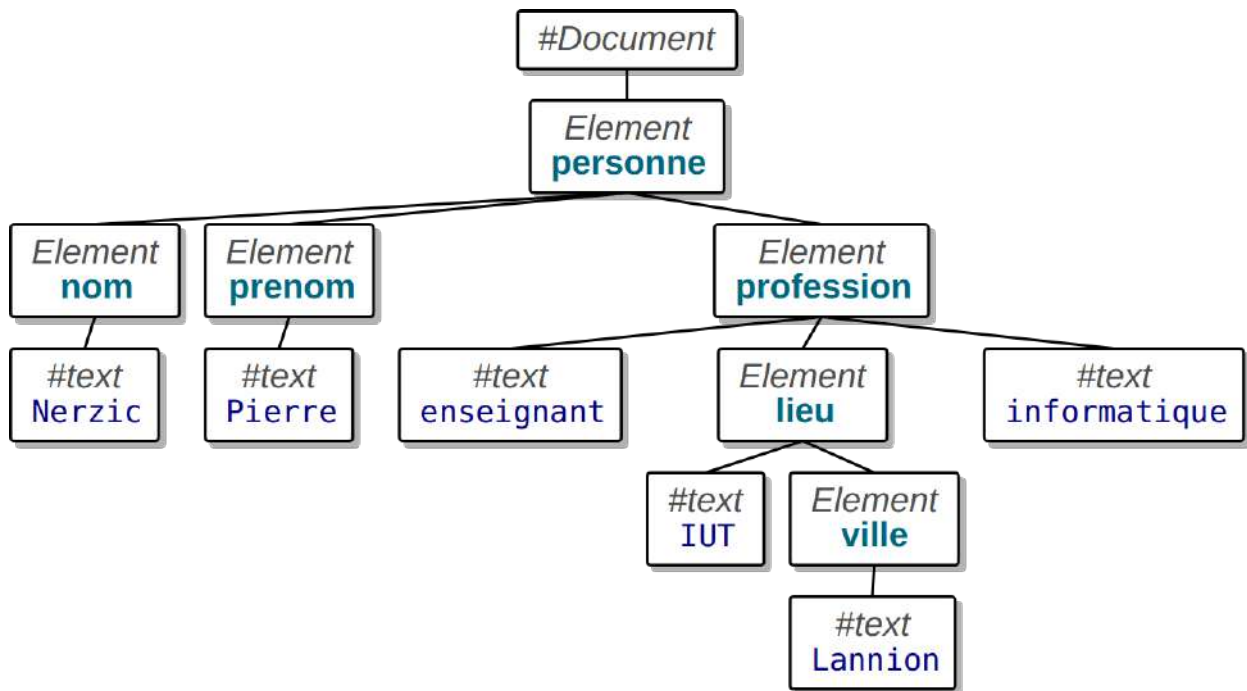 #Document
Element
personne
Element
nom
Element
prenom
Element
profession
#text
Nerzic
#text
Pierre
#text
enseignant
Element
lieu
#text
informatique
#text
IUT
Element
ville
#text
Lannion